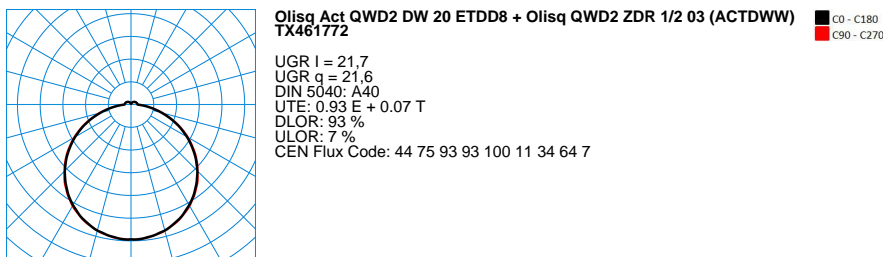 Olisq Act QWD2 DW 20 ETDD8 + Olisq QWD2 ZDR 1/2 03 (ACTDWW)
TX461772
C0 - C180
C90 - C270
UGR l = 21,7
UGR q = 21,6
DIN 5040: A40
UTE: 0.93 E + 0.07 T
DLOR: 93 %
ULOR: 7 %
CEN Flux Code: 44 75 93 93 100 11 34 64 7